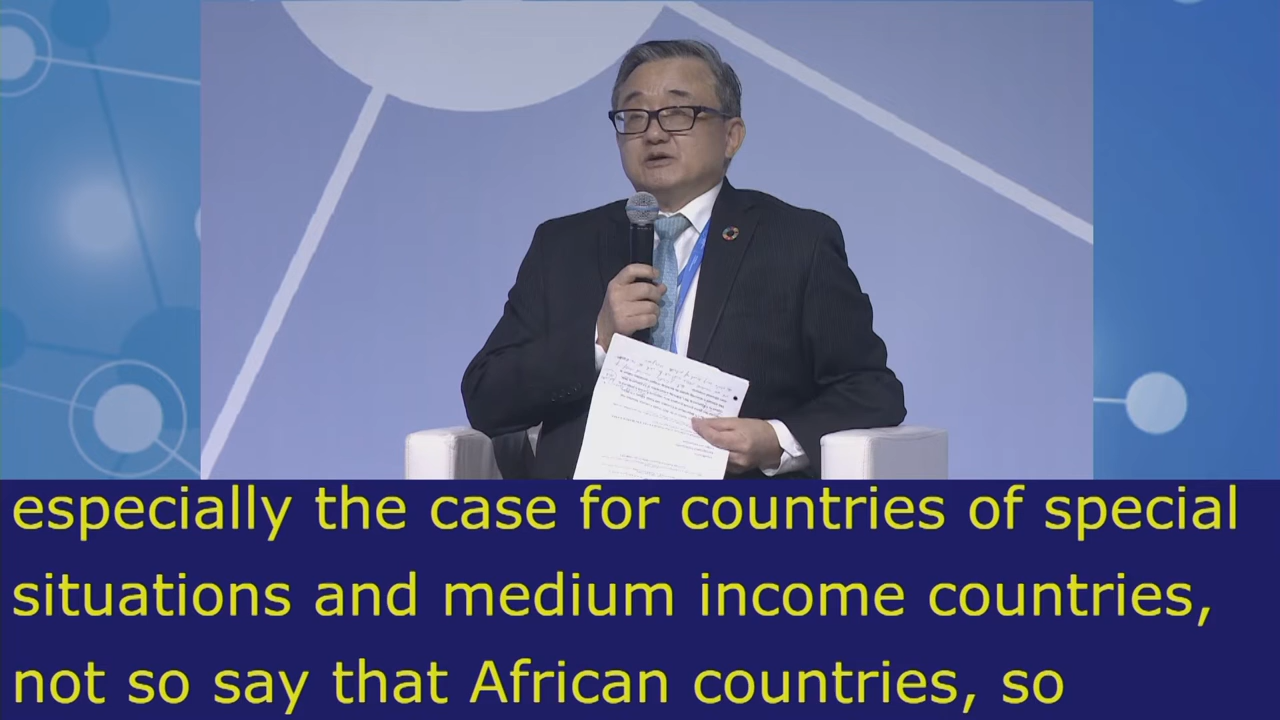 especially the case for countries of special
situations and medium income countries,
not so say that African countries, so